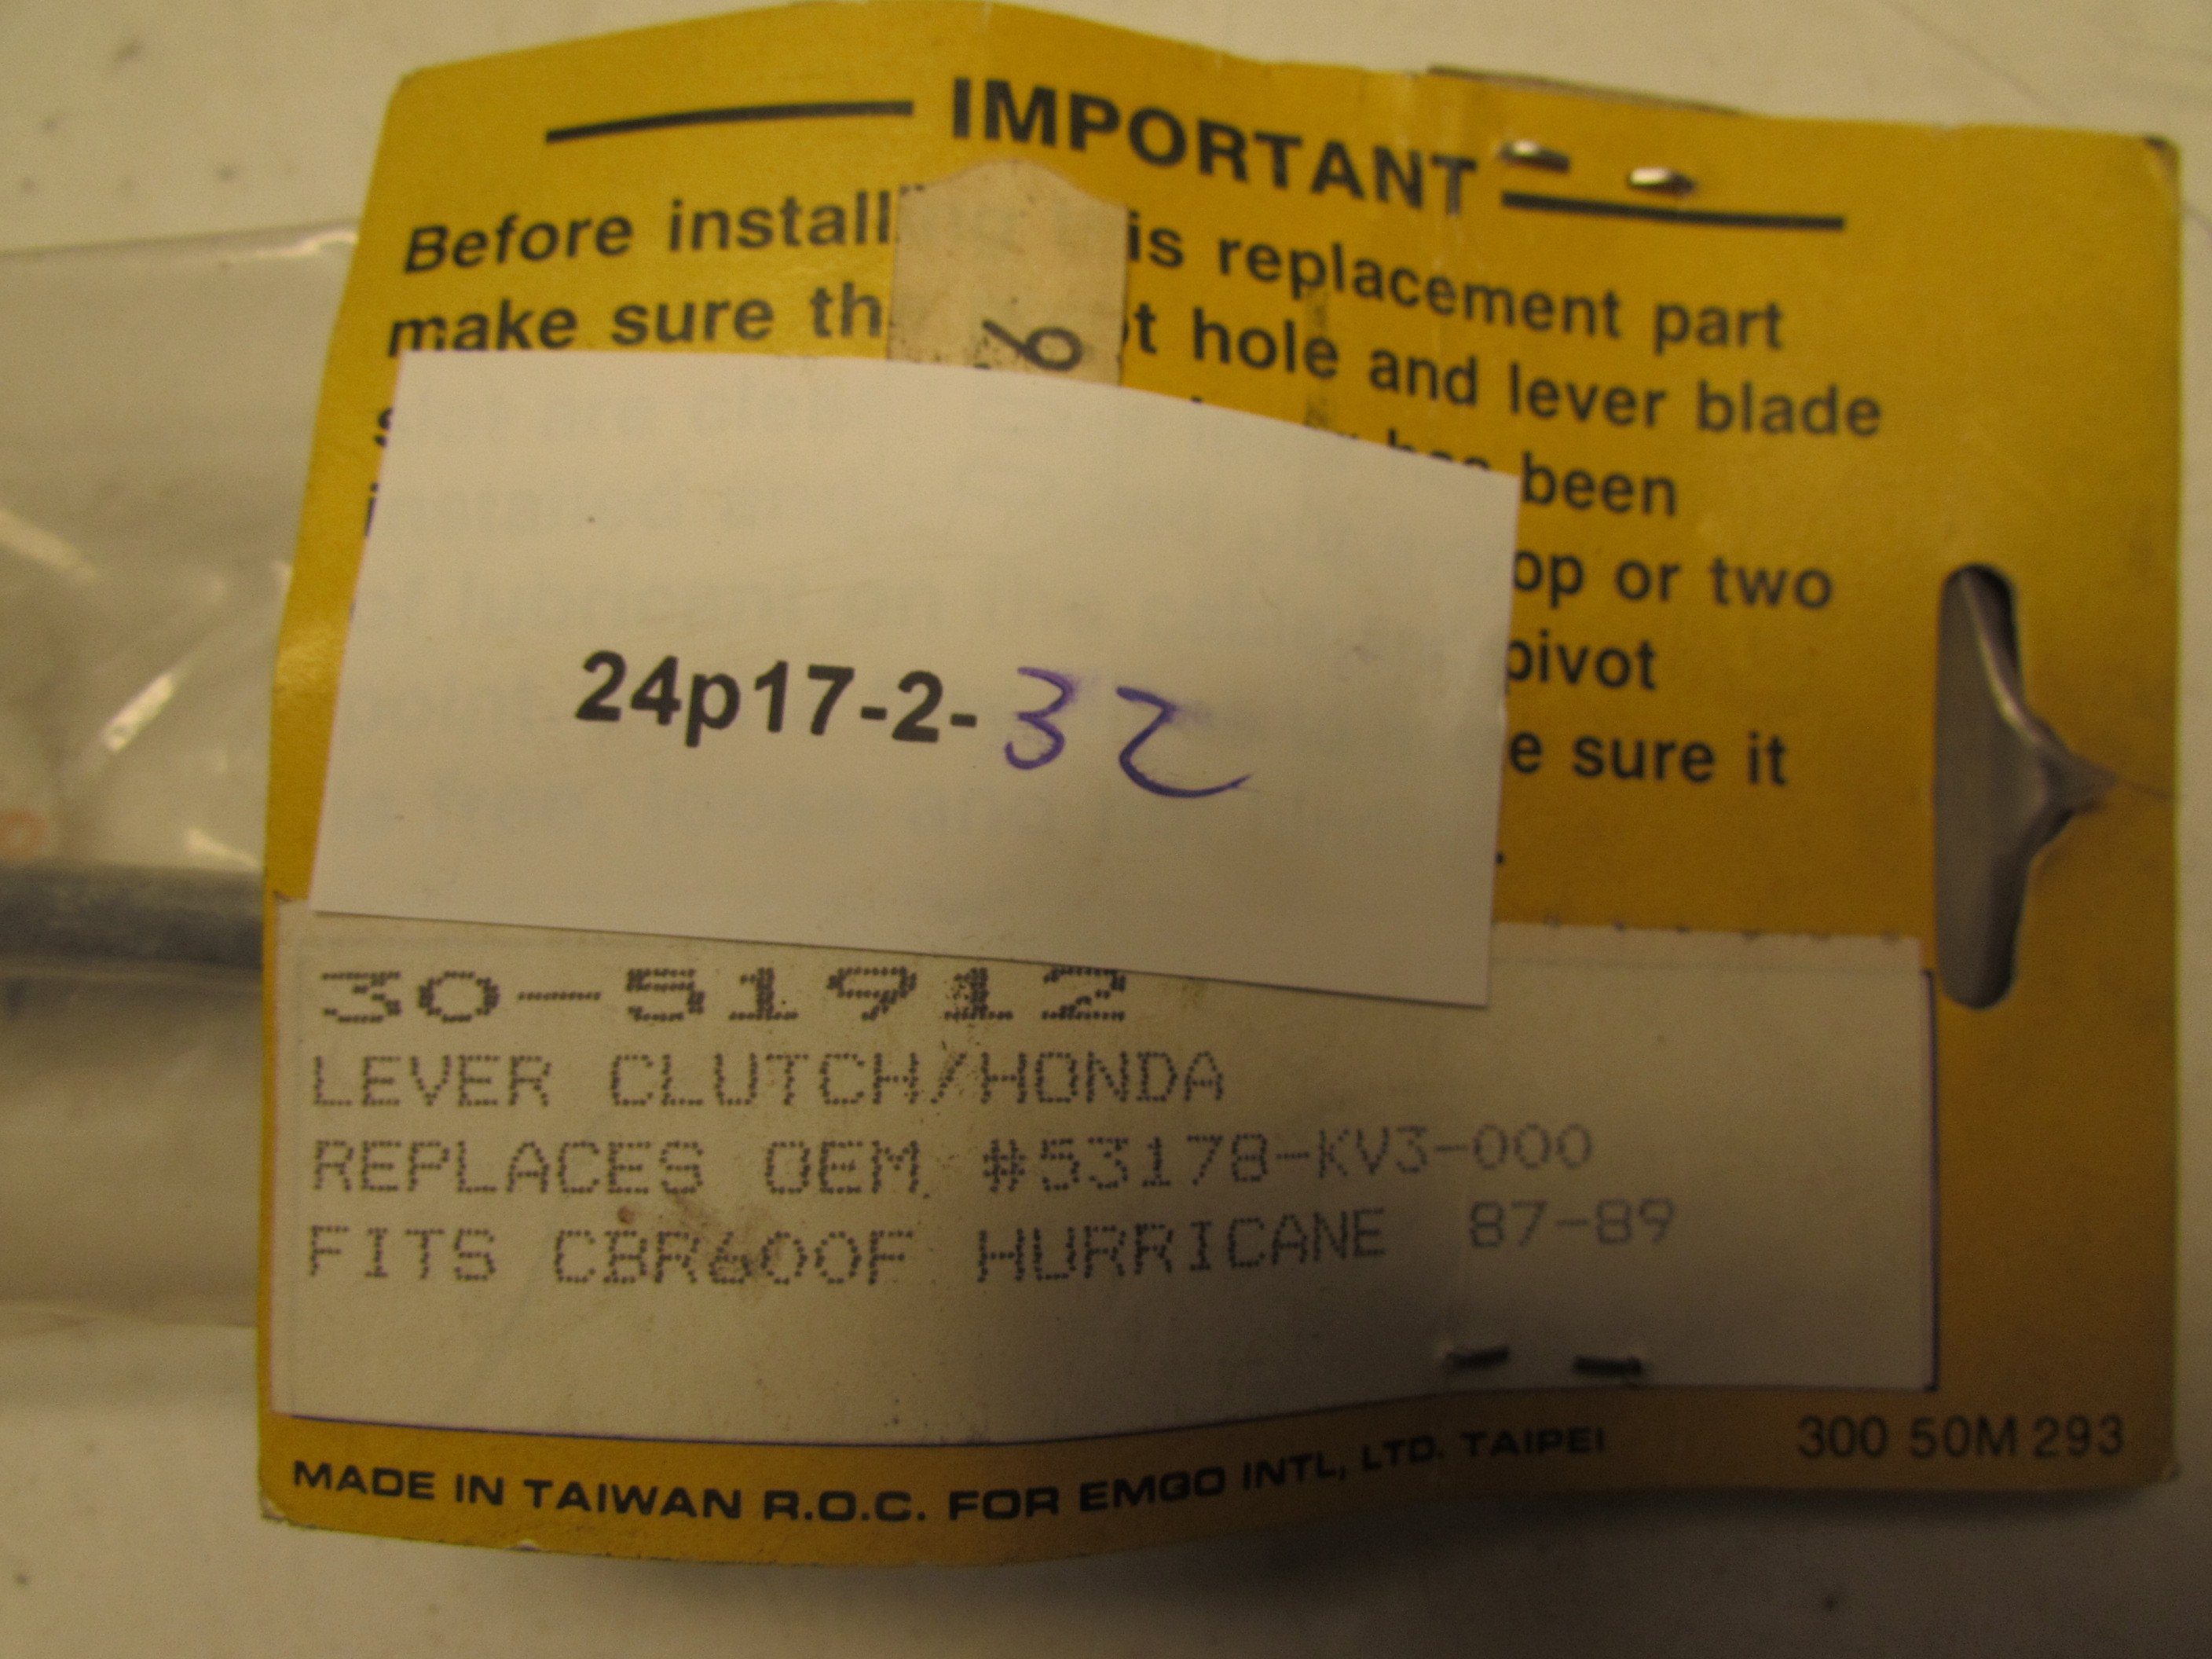 IMPORTANT
Before install is replacement part
make sure th t hole and lever blade
been
or two
pivot
sure it
6
24p17-2-32
30-51912
LEVER CLUTCH/HONDA
REPLACES OEM #53178-KV3-000
FITS CBR600F HURRICANE 87-89
MADE IN TAIWAN R.O.C. FOR EMGO INTL, LTD. TAIPEI
300 50M 293